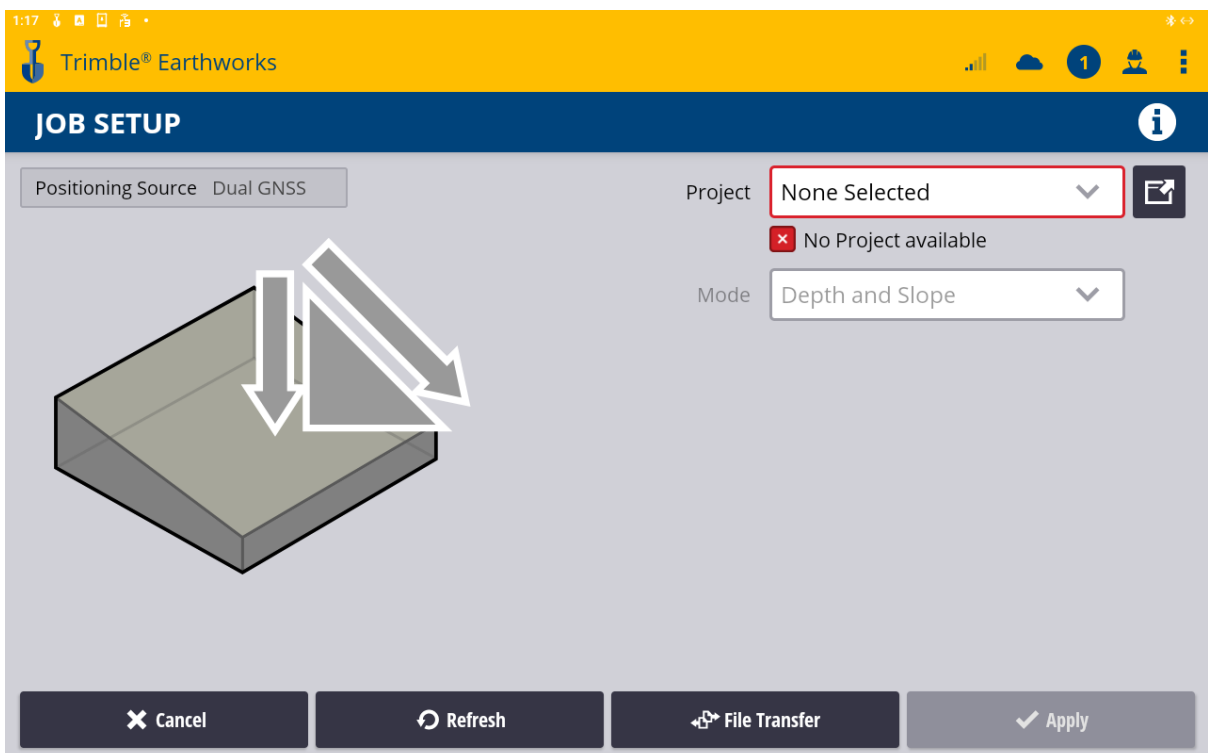 1:17
Trimble® Earthworks
1
JOB SETUP
Positioning Source Dual GNSS
Project None Selected
No Project available
Mode Depth and Slope
Cancel
Refresh
File Transfer
Apply